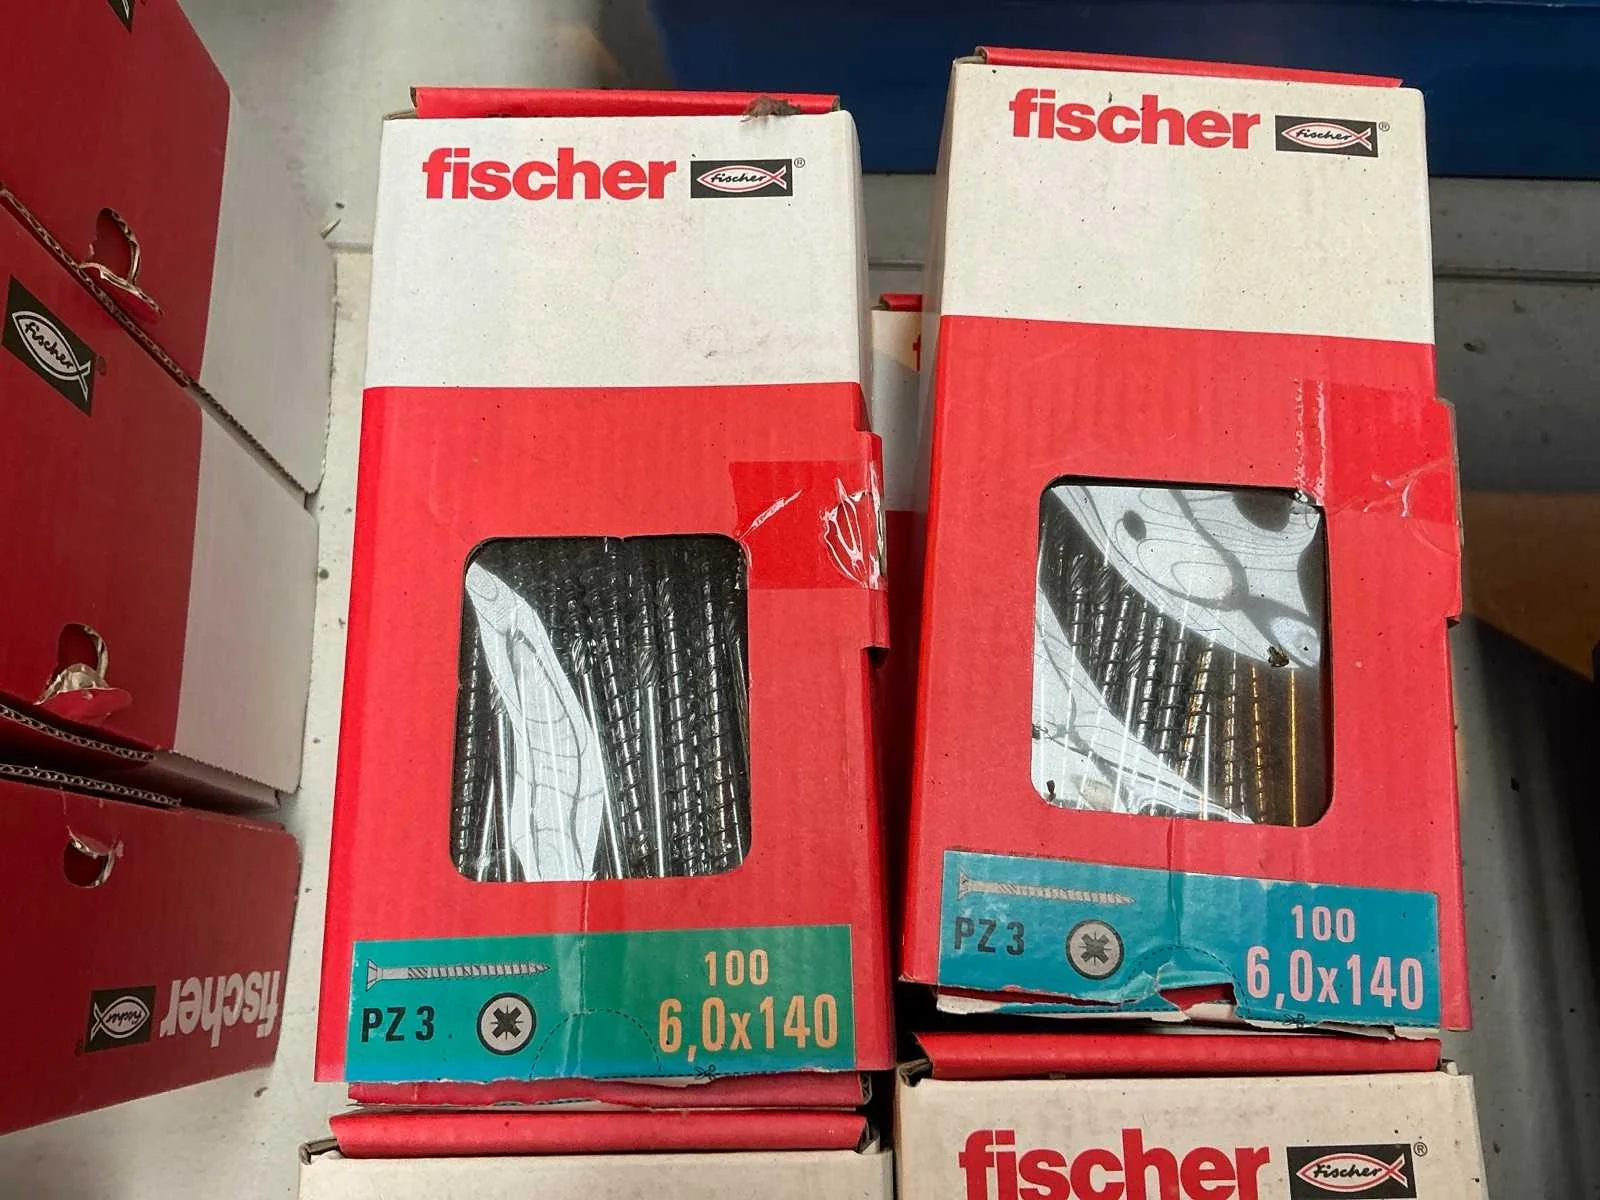 fischer fischer®
100
PZ 3
6,0x140
fischer fischer®
100
PZ 3
6,0x140
fischer
fischer fischer
fischer fischer®